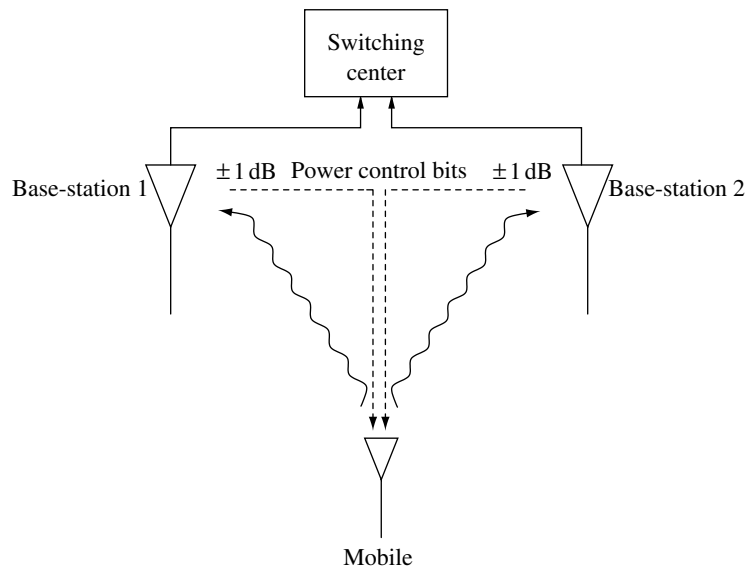 Switching
center
± 1 dB Power control bits ± 1 dB
Base-station 1
Base-station 2
Mobile